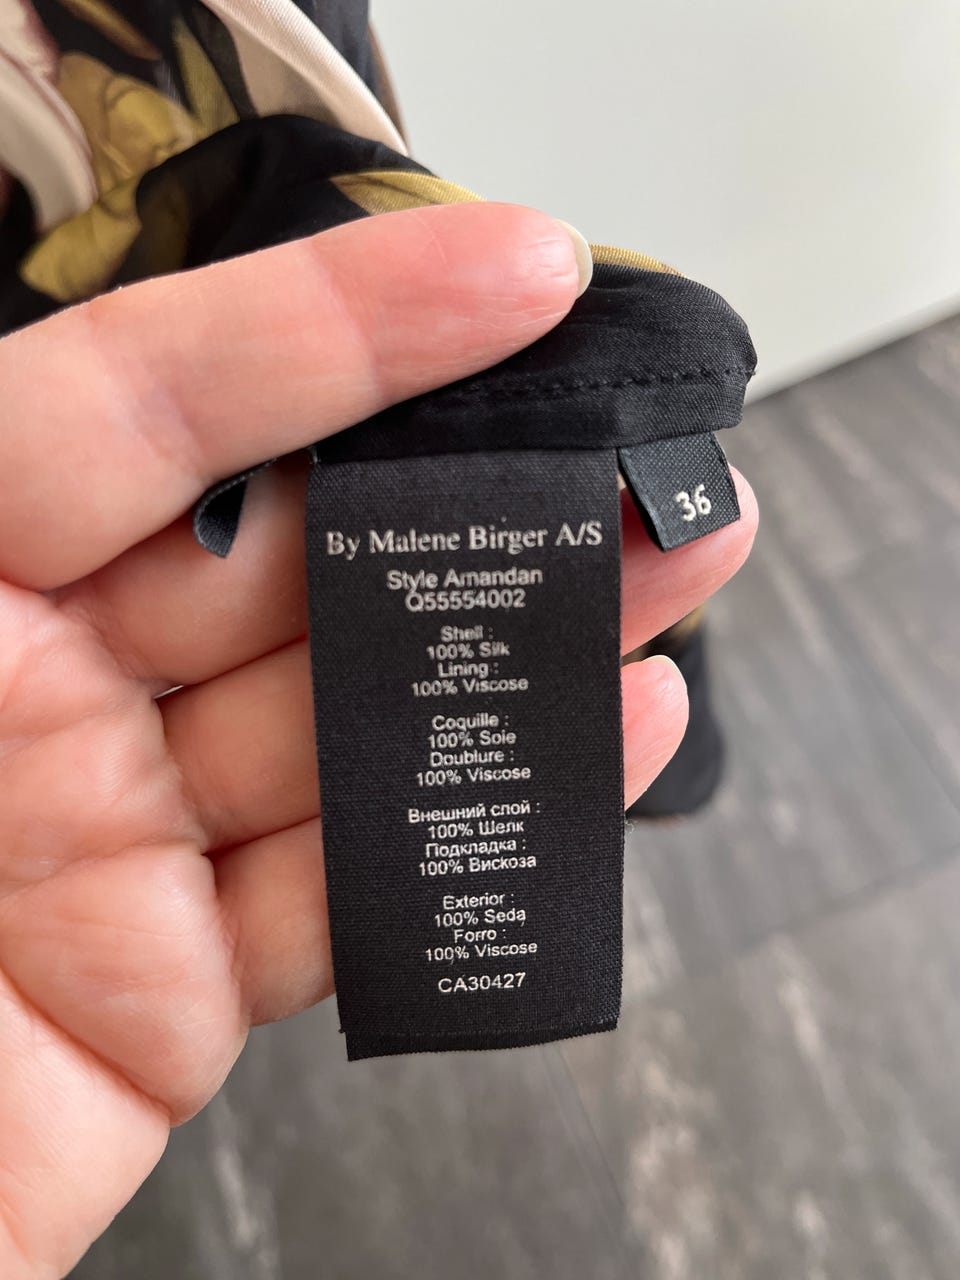 36
By Malene Birger A/S
Style Amandan
Q55554002
Shell :
100% Silk
Lining :
100% Viscose
Coquille :
100% Soie
Doublure :
100% Viscose
Внешний слой :
100% Шелк
Подкладка :
100% Вискоза
Exterior :
100% Seda
Forro :
100% Viscose
CA30427